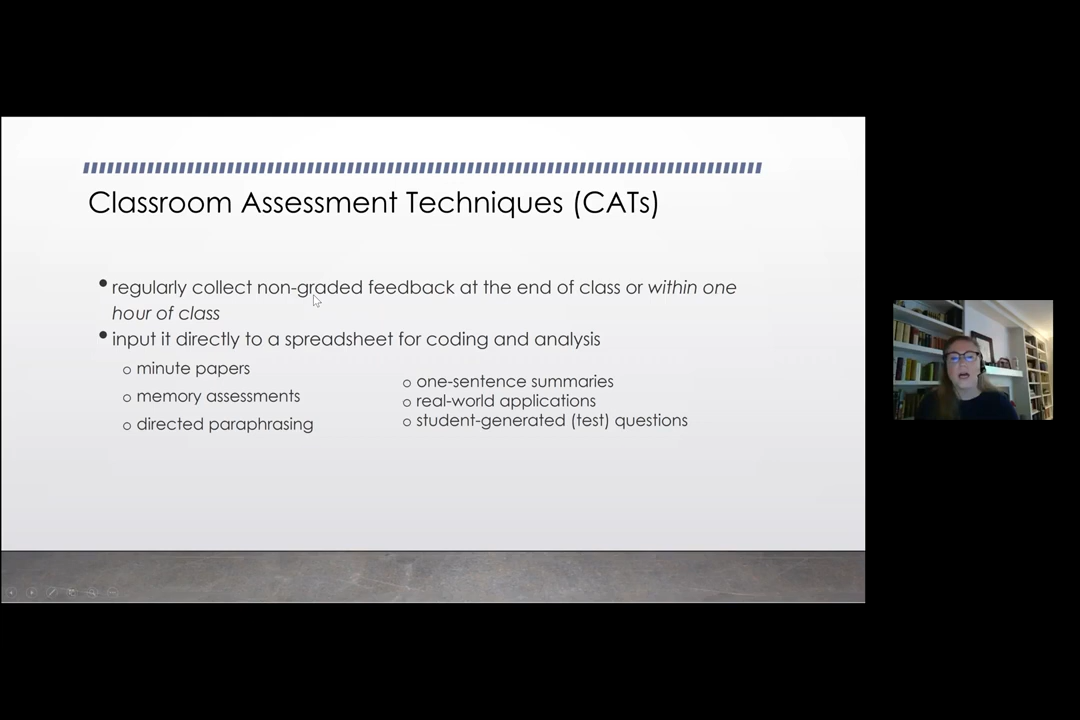 Classroom Assessment Techniques (CATs)
• regularly collect non-graded feedback at the end of class or within one
hour of class
• input it directly to a spreadsheet for coding and analysis
o minute papers
o memory assessments
o directed paraphrasing
o one-sentence summaries
o real-world applications
o student-generated (test) questions